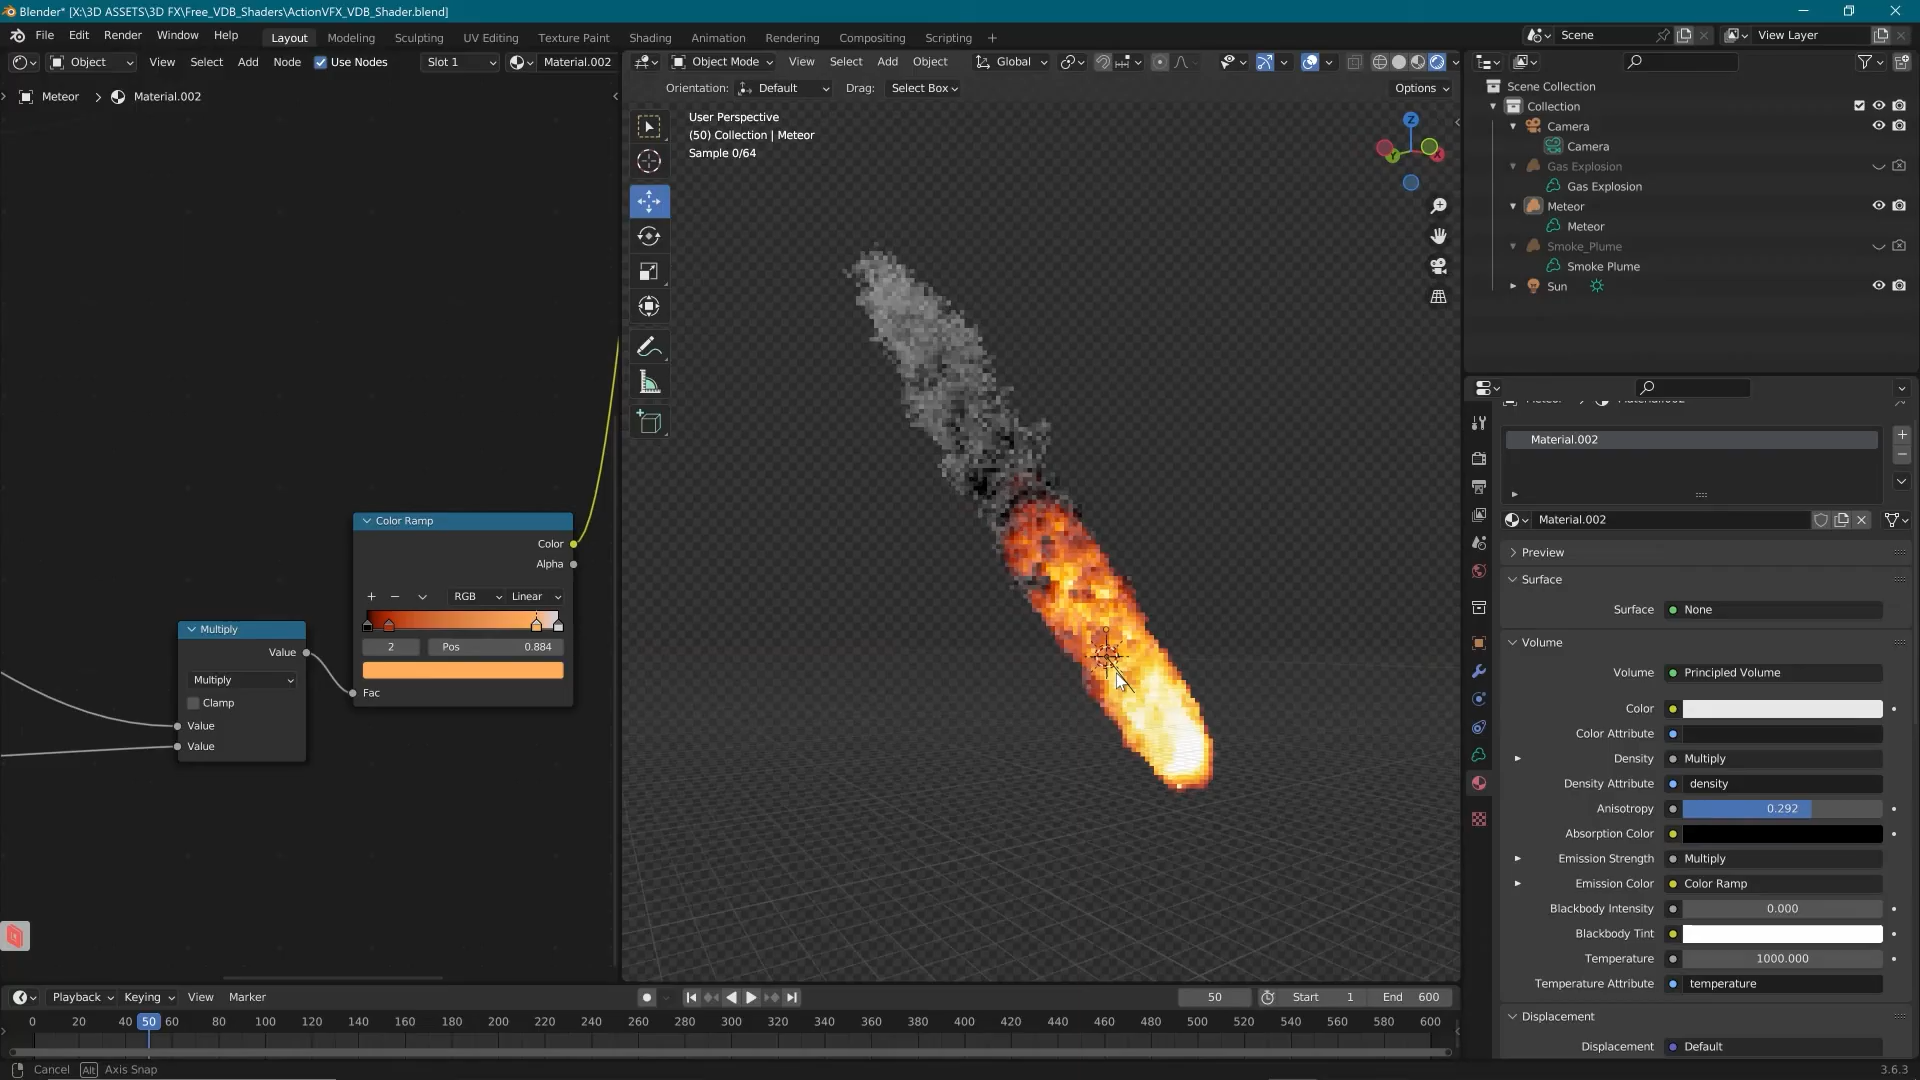 Blender* [X:\3D ASSETS\3D FX\Free_VDB_Shaders\ActionVFX_VDB_Shader.blend]
File Edit Render Window Help Layout Modeling Sculpting UV Editing Texture Paint Shading Animation Rendering Compositing Scripting Scene View Layer
Object View Select Add Node Use Nodes Slot 1 Material.002
Object Mode View Select Add Object Global
Meteor > Material.002
Orientation: Default Drag: Select Box Options
User Perspective
(50) Collection | Meteor
Sample 0/64
Z
Y
X
Color Ramp
Color
Alpha
RGB Linear
2 Pos 0.884
Fac
Multiply
Value
Multiply
Clamp
Value
Value
Scene Collection
Collection
Camera
Camera
Gas Explosion
Gas Explosion
Meteor
Meteor
Smoke_Plume
Smoke Plume
Sun
Material.002
Material.002
Preview
Surface
Surface None
Volume
Volume Principled Volume
Color
Color Attribute
Density Multiply
Density Attribute density
Anisotropy 0.292
Absorption Color
Emission Strength Multiply
Emission Color Color Ramp
Blackbody Intensity 0.000
Blackbody Tint
Temperature 1000.000
Temperature Attribute temperature
Displacement
Displacement Default
Playback Keying View Marker 50 Start 1 End 600
0 20 40 50 60 80 100 120 140 160 180 200 220 240 260 280 300 320 340 360 380 400 420 440 460 480 500 520 540 560 580 600
Cancel Alt Axis Snap 3.6.3